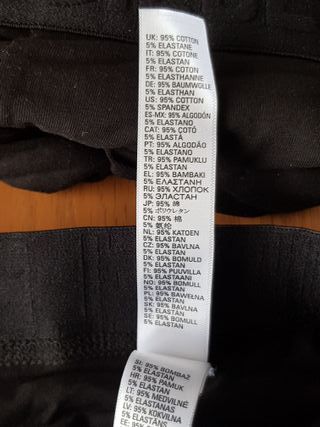 UK: 95% COTTON
5% ELASTANE
IT: 95% COTONE
5% ELASTAN
FR: 95% COTON
5% ELASTHANNE
DE: 95% BAUMWOLLE
5% ELASTHAN
US: 95% COTTON
5% SPANDEX
ES-MX: 95% ALGODÓN
5% ELASTANO
CAT: 95% COTÓ
5% ELASTÀ
PT: 95% ALGODÃO
5% ELASTANO
TR: 95% PAMUKLU
5% ELASTAN
EL: 95% BAMBAKI
5% ΕΛΑΣΤΑΝΗ
RU: 95% ХЛОПОК
5% ЭЛАСТАН
JP: 95% 綿
5% ポリウレタン
CN: 95% 棉
5% 氨纶
NL: 95% KATOEN
5% ELASTAN
CZ: 95% BAVLNA
5% ELASTAN
DK: 95% BOMULD
5% ELASTAN
FI: 95% PUUVILLA
5% ELASTAANI
NO: 95% BOMULL
5% ELASTAN
PL: 95% BAWEŁNA
5% ELASTAN
SK: 95% BAVLNA
5% ELASTAN
SE: 95% BOMULL
5% ELASTAN
SI: 95% BOMBAŽ
5% ELASTAN
HR: 95% PAMUK
5% ELASTAN
LT: 95% MEDVILNĖ
5% ELASTANAS
LV: 95% KOKVILNA
5% ELASTAN